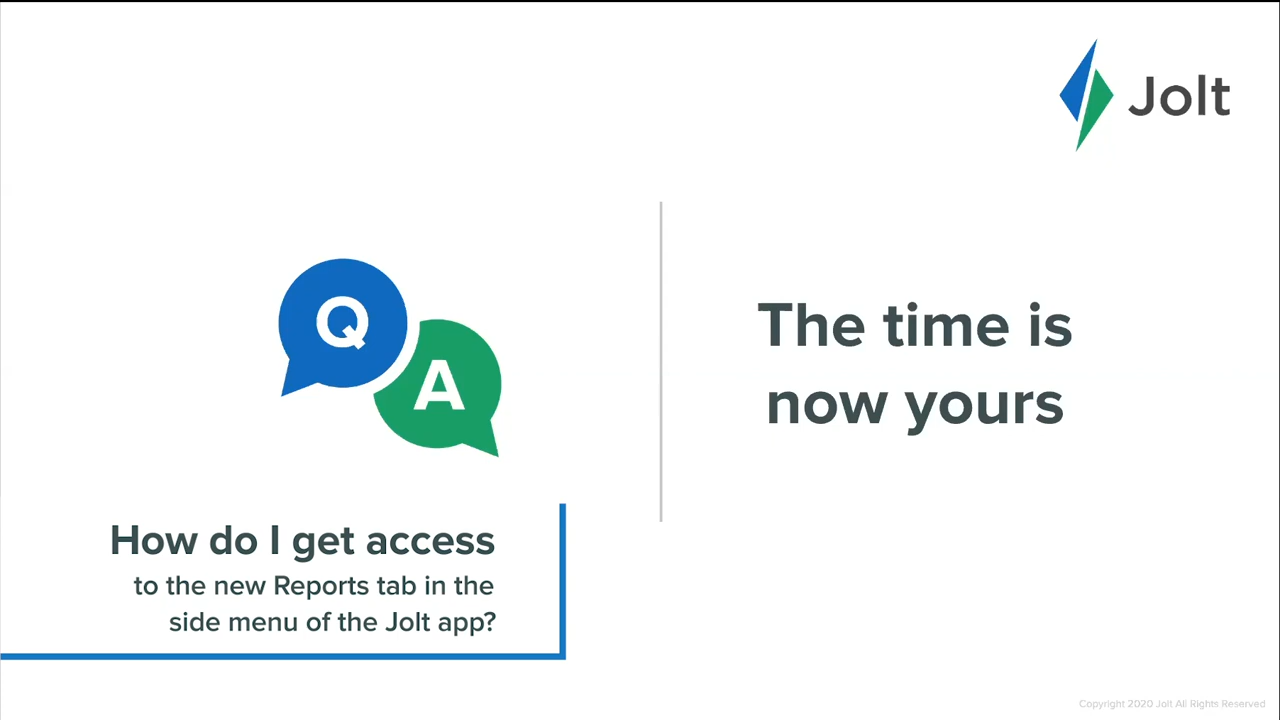 Jolt
Q
A
The time is
now yours
How do I get access
to the new Reports tab in the
side menu of the Jolt app?
Copyright 2020 Jolt All Rights Reserved